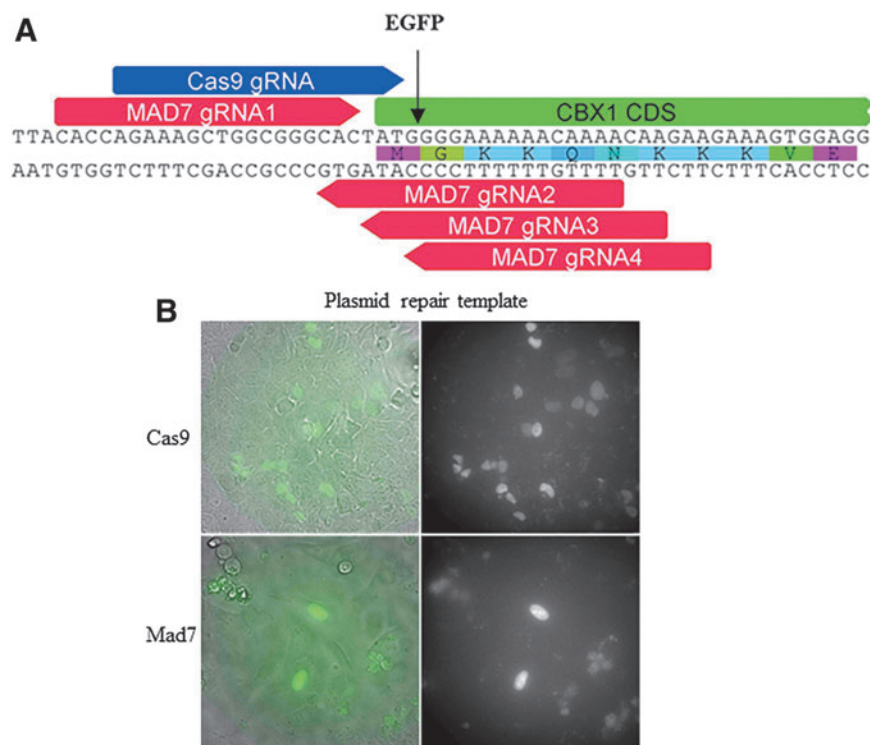 A
EGFP
Cas9 gRNA
MAD7 gRNA1
CBX1 CDS
TTACACCAGAAAGCTGGCGGGCACTATGGGGAAAAAACAAAACAAGAAGAAAGTGGAGG
M G K K Q N K K K V E
AATGTGGTCTTTCGACCGCCCGTGATACCCCTTTTTTGTTTTGTTCTTCTTTCACCTCC
MAD7 gRNA2
MAD7 gRNA3
MAD7 gRNA4
B
Plasmid repair template
Cas9
Mad7